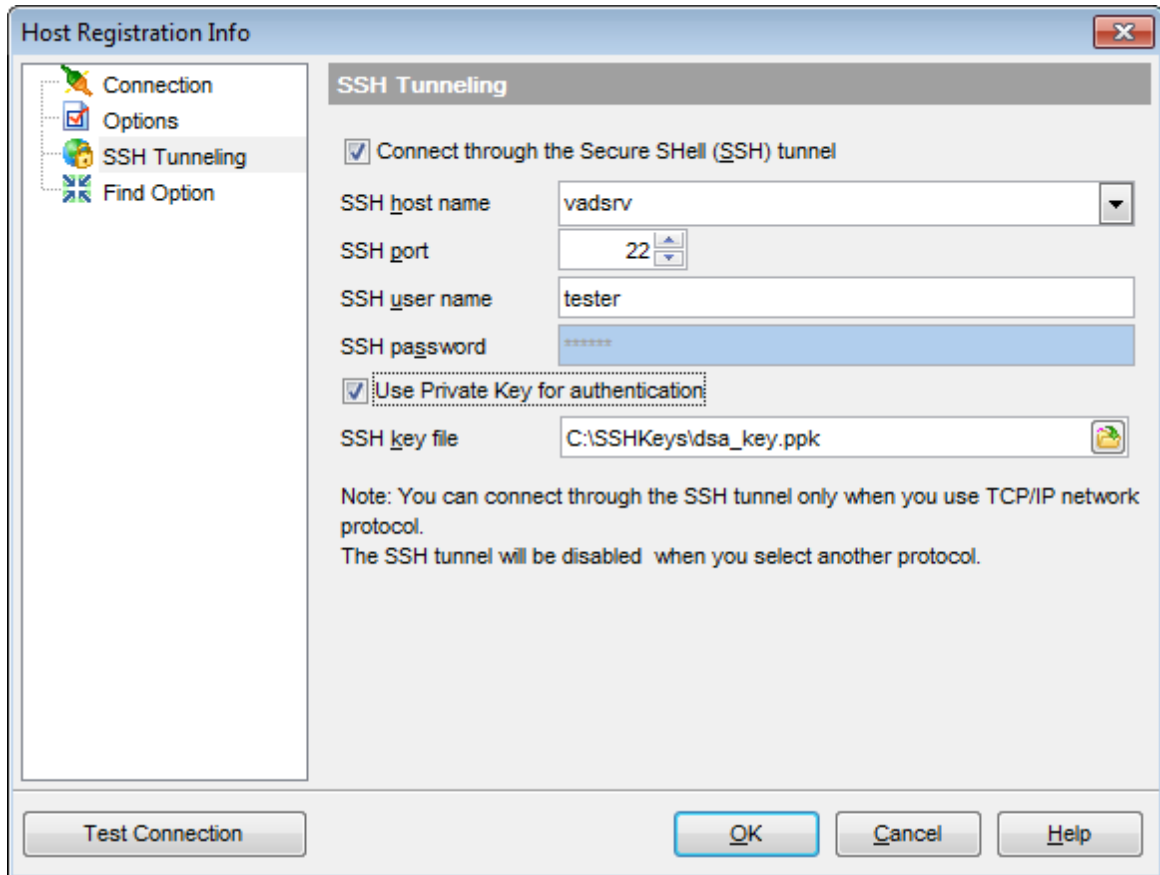 Host Registration Info
Connection
Options
SSH Tunneling
Find Option
SSH Tunneling
Connect through the Secure SHell (SSH) tunnel
SSH host name
vadsrv
SSH port
22
SSH user name
tester
SSH password
******
Use Private Key for authentication
SSH key file
C:\SSHKeys\dsa_key.ppk
Note: You can connect through the SSH tunnel only when you use TCP/IP network
protocol.
The SSH tunnel will be disabled  when you select another protocol.
Test Connection
OK
Cancel
Help